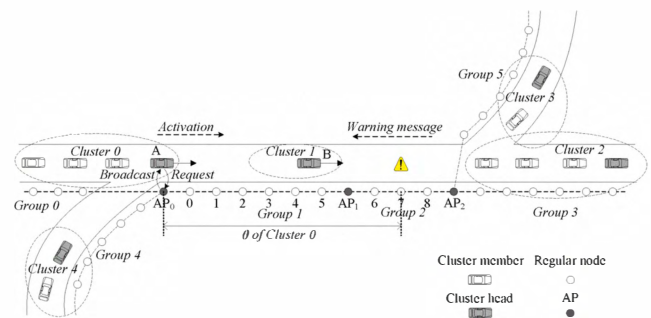 Group 5
Cluster 3
Activation
Warning message
A
Cluster 0
Cluster 1
B
Cluster 2
Broadcast
Request
Group 0
AP0 0 1 2 3 4 5 AP1 6 7 8 AP2
Group 1
Group 2
Group 3
Group 4
0 of Cluster 0
Cluster 4
Cluster member
Regular node
Cluster head
AP